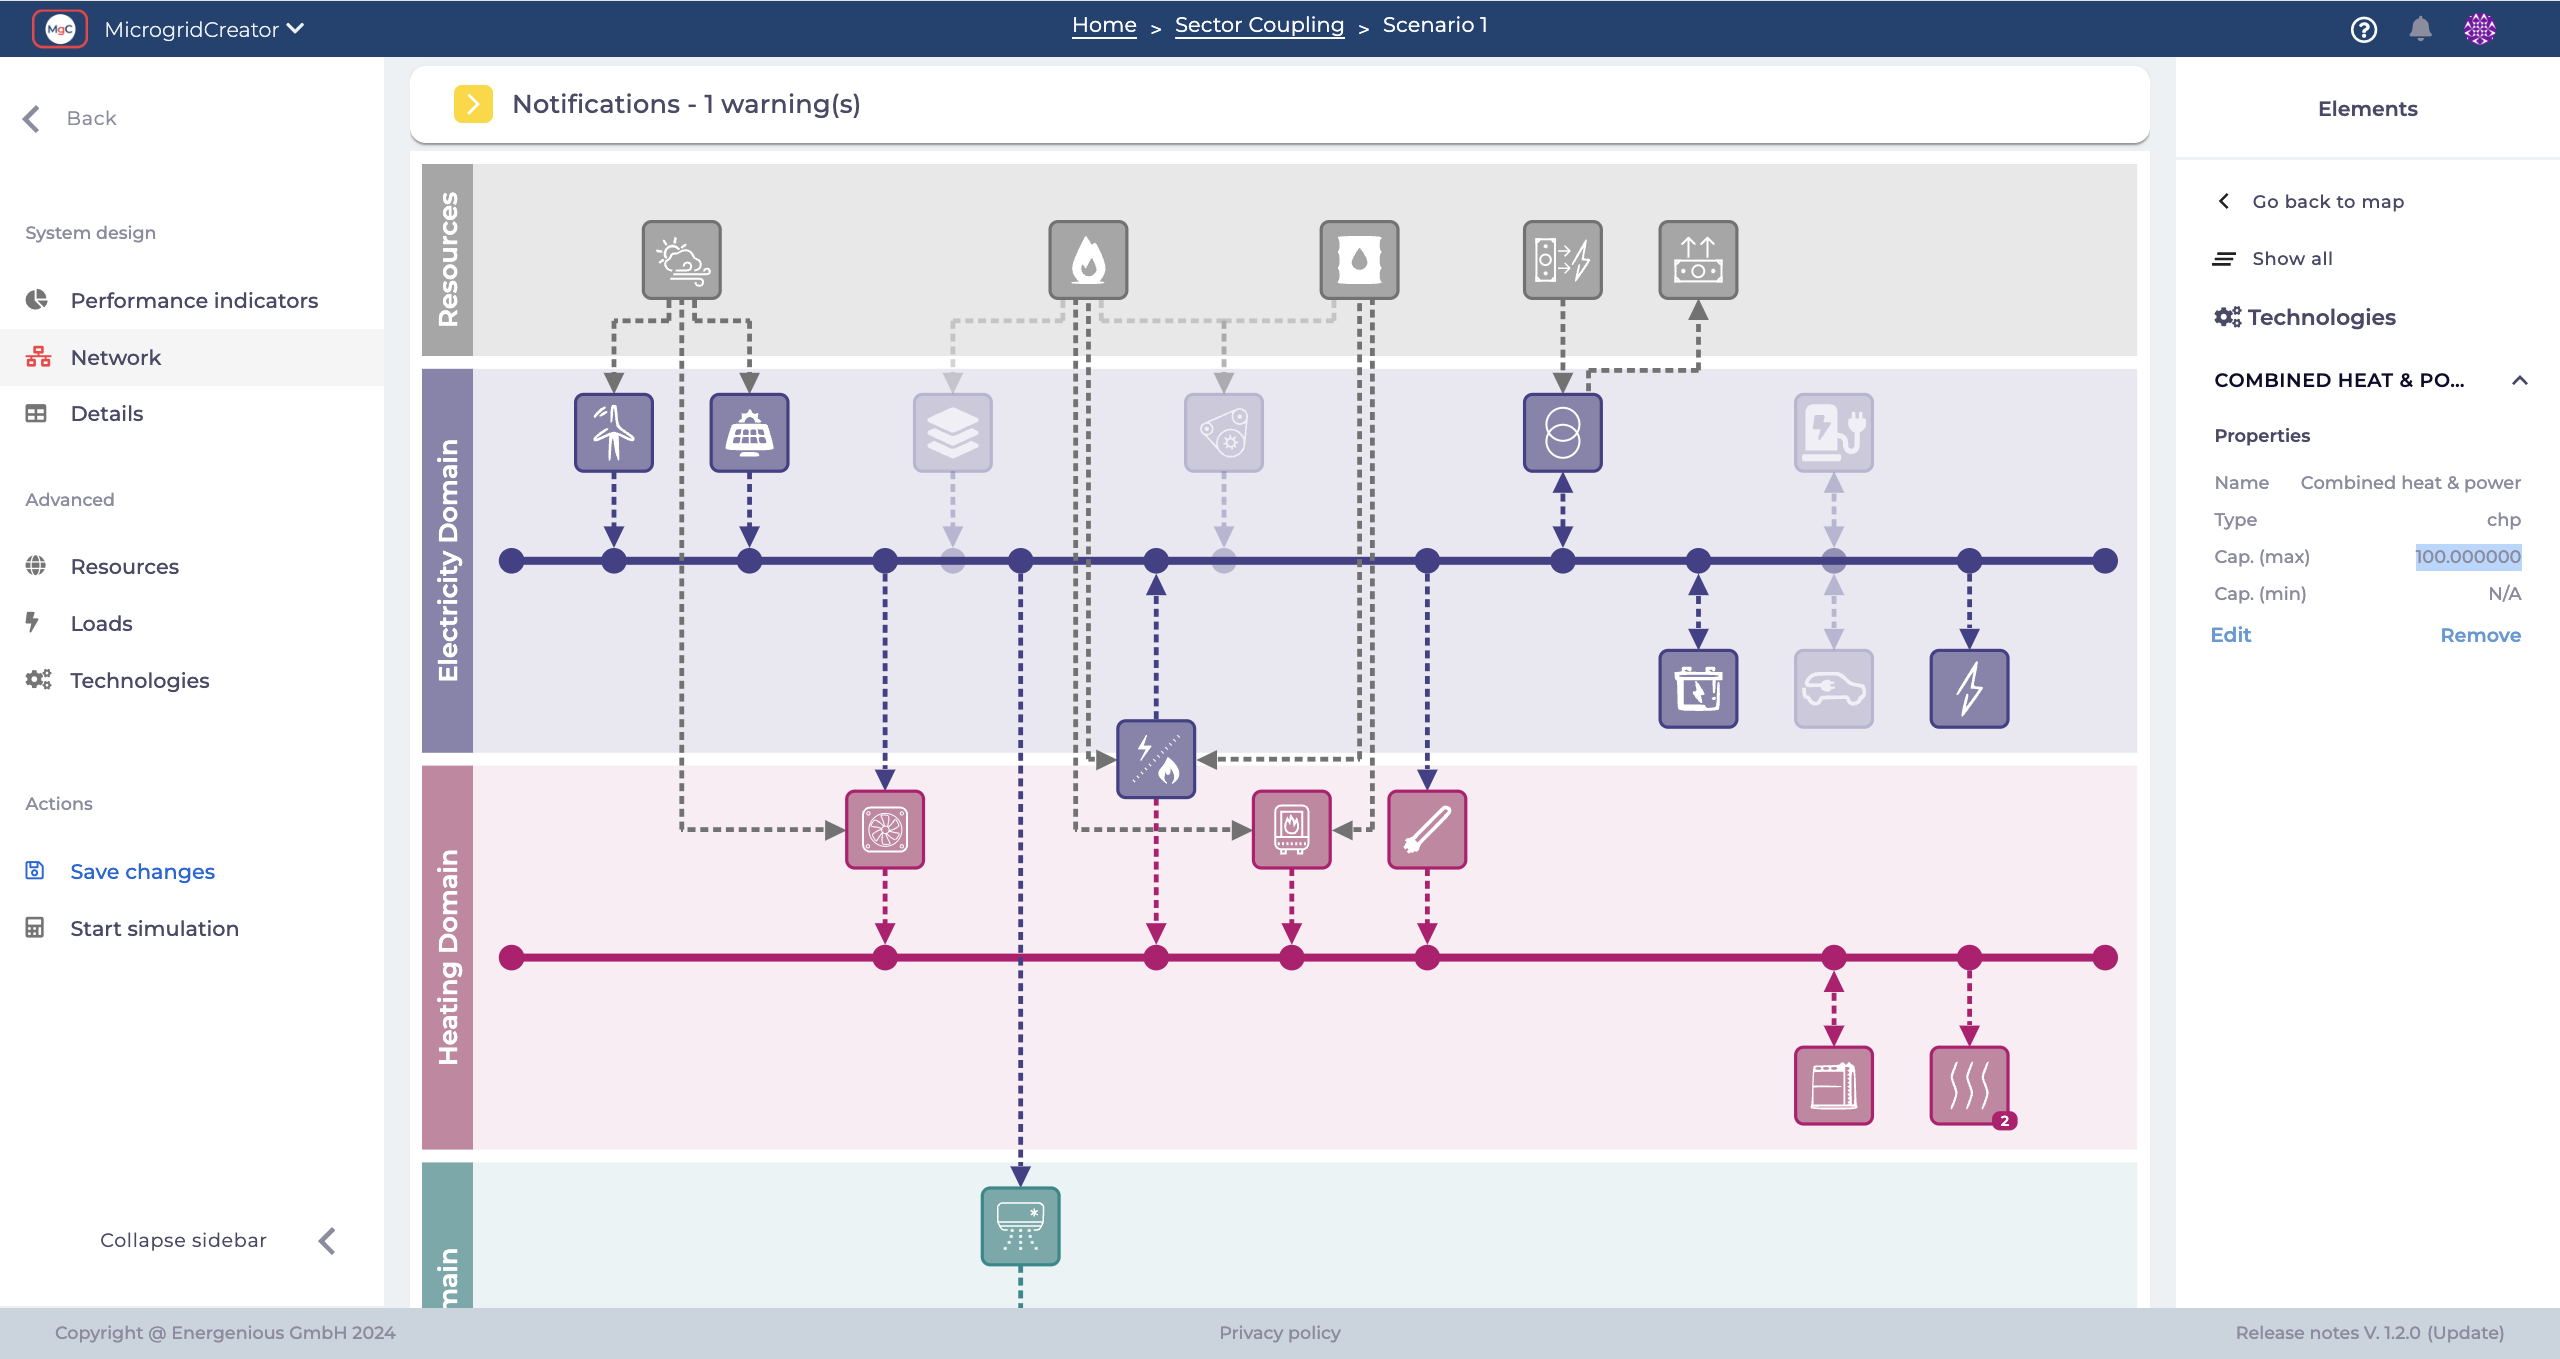 MgC
MicrogridCreator
Home > Sector Coupling > Scenario 1
?
Back
System design
Performance indicators
Network
Details
Advanced
Resources
Loads
Technologies
Actions
Save changes
Start simulation
Collapse sidebar
Notifications - 1 warning(s)
Resources
Electricity Domain
Heating Domain
main
2
Elements
Go back to map
Show all
Technologies
COMBINED HEAT & PO...
Properties
Name Combined heat & power
Type chp
Cap. (max) 100.000000
Cap. (min) N/A
Edit Remove
Copyright @ Energenious GmbH 2024
Privacy policy
Release notes V. 1.2.0 (Update)